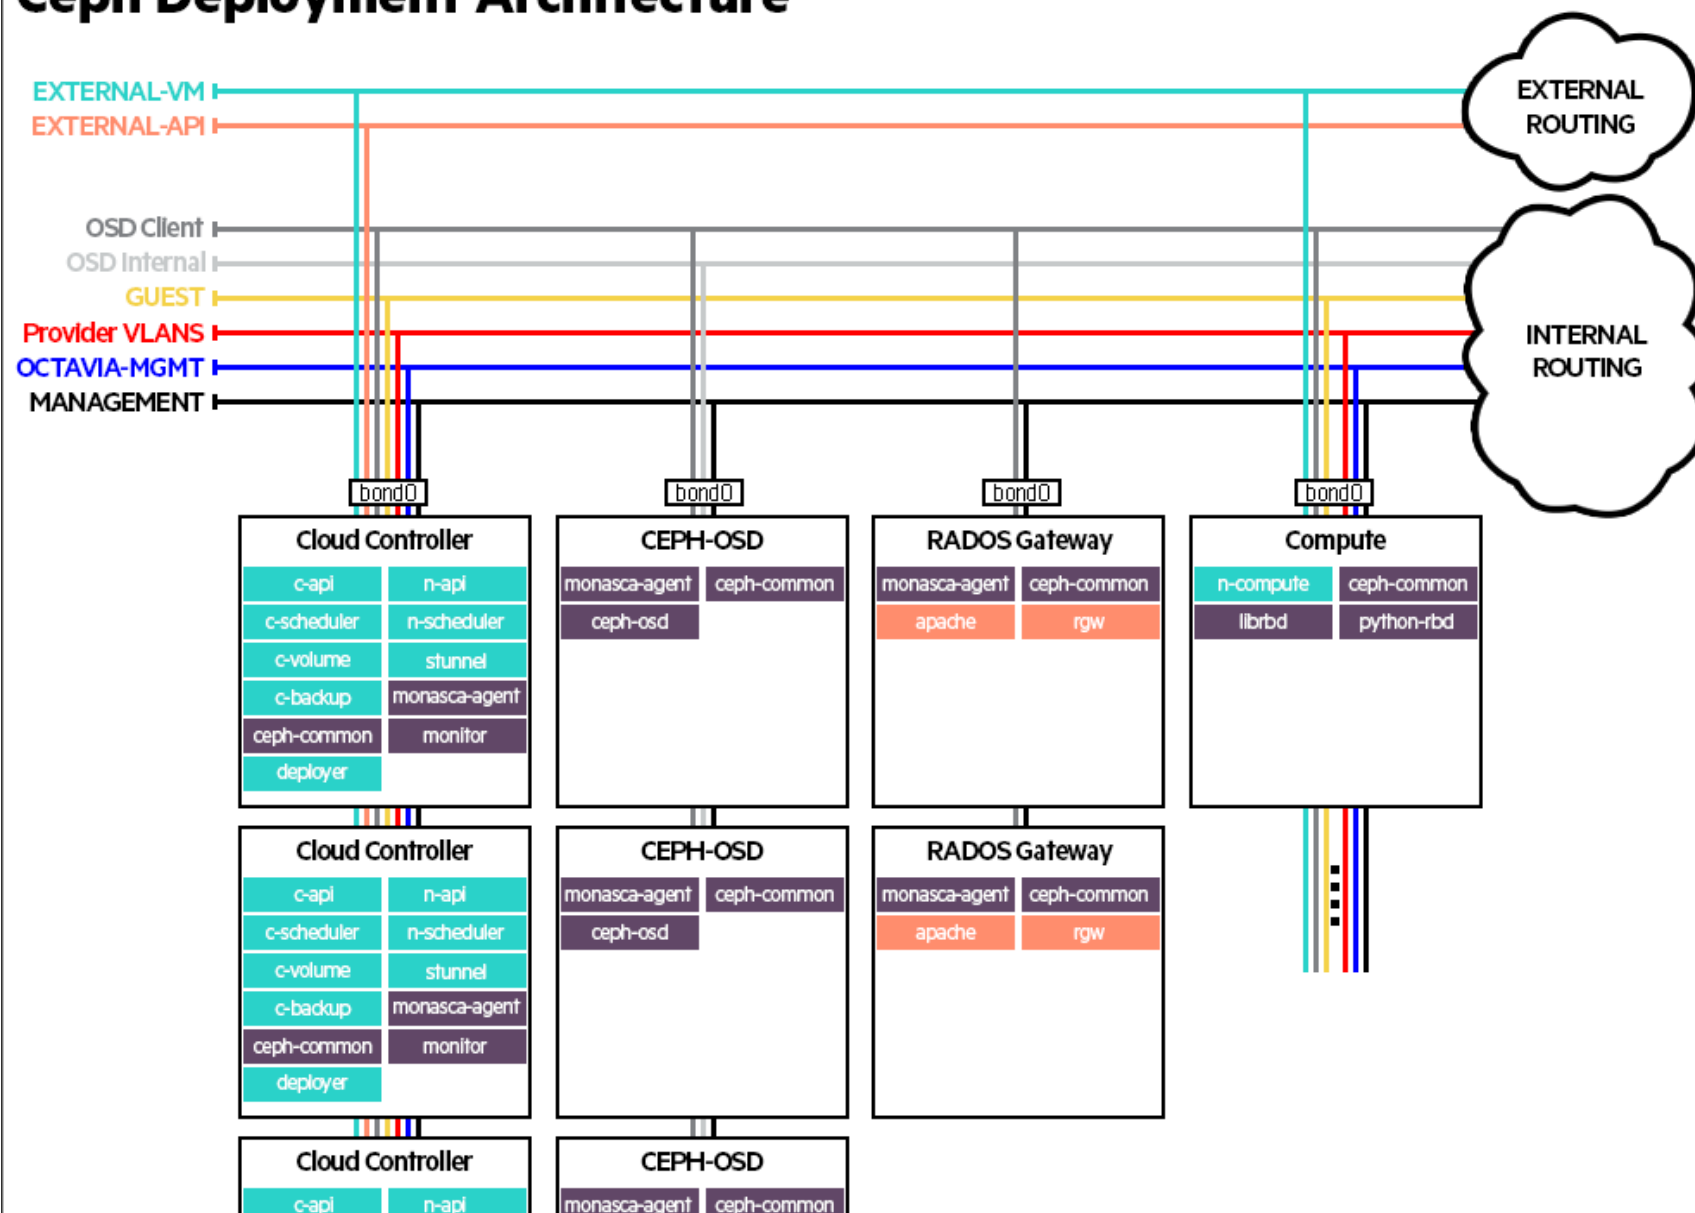 Ceph Deployment Architecture
EXTERNAL-VM
EXTERNAL-API
EXTERNAL
ROUTING
OSD Client
OSD Internal
GUEST
Provider VLANS
OCTAVIA-MGMT
MANAGEMENT
INTERNAL
ROUTING
bond0
bond0
bond0
bond0
Cloud Controller
c-api n-api
c-scheduler n-scheduler
c-volume stunnel
c-backup monasca-agent
ceph-common monitor
deployer
CEPH-OSD
monasca-agent ceph-common
ceph-osd
RADOS Gateway
monasca-agent ceph-common
apache rgw
Compute
n-compute ceph-common
librbd python-rbd
Cloud Controller
c-api n-api
c-scheduler n-scheduler
c-volume stunnel
c-backup monasca-agent
ceph-common monitor
deployer
CEPH-OSD
monasca-agent ceph-common
ceph-osd
RADOS Gateway
monasca-agent ceph-common
apache rgw
Cloud Controller
c-api n-api
CEPH-OSD
monasca-agent ceph-common